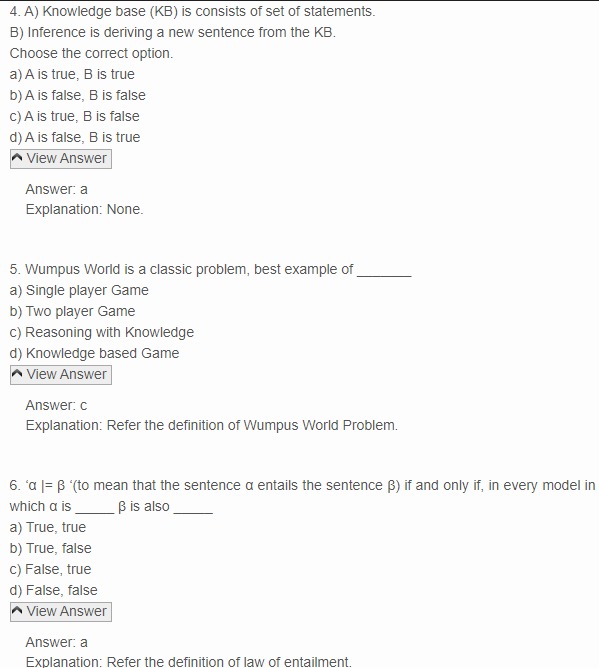 4. A) Knowledge base (KB) is consists of set of statements.
B) Inference is deriving a new sentence from the KB.
Choose the correct option.
a) A is true, B is true
b) A is false, B is false
c) A is true, B is false
d) A is false, B is true
View Answer
Answer: a
Explanation: None.
5. Wumpus World is a classic problem, best example of _______
a) Single player Game
b) Two player Game
c) Reasoning with Knowledge
d) Knowledge based Game
View Answer
Answer: c
Explanation: Refer the definition of Wumpus World Problem.
6. ‘α |= β ‘(to mean that the sentence α entails the sentence β) if and only if, in every model in
which α is _____ β is also _____
a) True, true
b) True, false
c) False, true
d) False, false
View Answer
Answer: a
Explanation: Refer the definition of law of entailment.